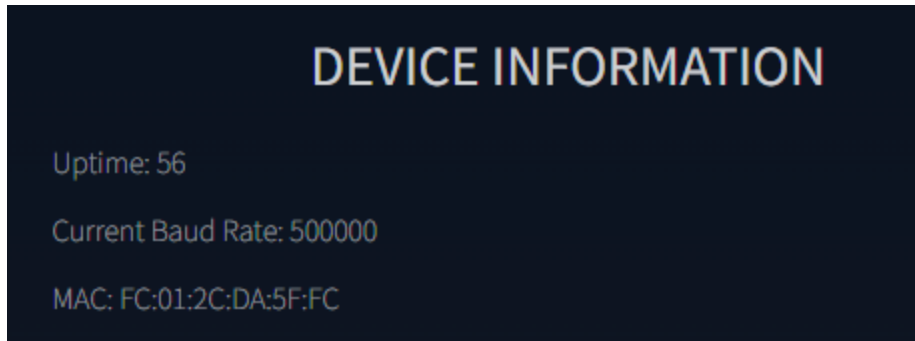 DEVICE INFORMATION
Uptime: 56
Current Baud Rate: 500000
MAC: FC:01:2C:DA:5F:FC